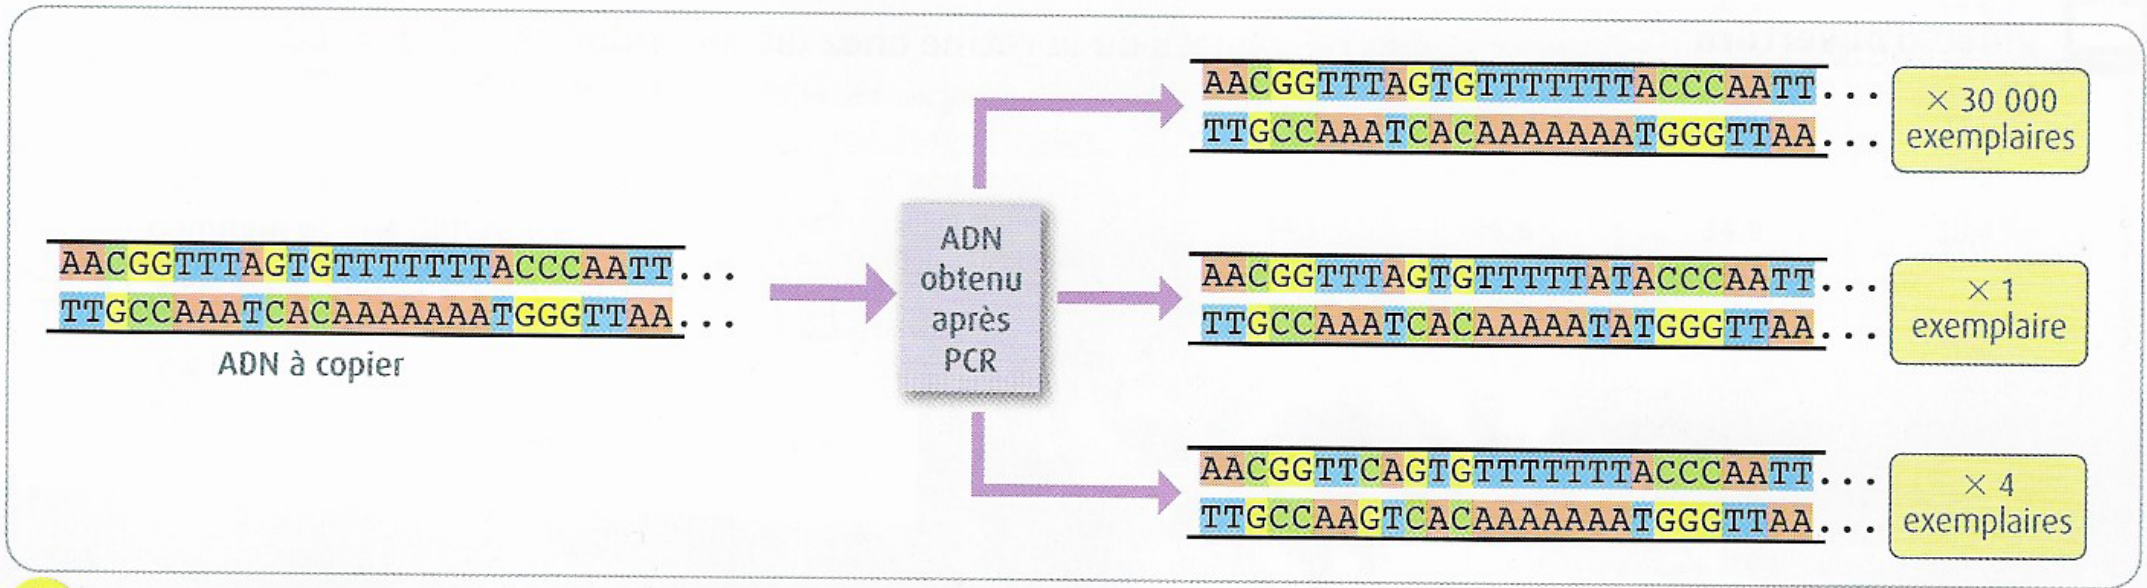 AACGGTTTAGTGTTTTTTTACCCAATT...
TTGCCAAATCACAAAAAAATGGGTTAA...
ADN à copier
ADN
obtenu
après
PCR
AACGGTTTAGTGTTTTTTTACCCAATT...
TTGCCAAATCACAAAAAAATGGGTTAA...
× 30 000
exemplaires
AACGGTTTAGTGTTTTTATACCCAATT...
TTGCCAAATCACAAAAATATGGGTTAA...
× 1
exemplaire
AACGGTTCAGTGTTTTTTTACCCAATT...
TTGCCAAGTCACAAAAAAATGGGTTAA...
× 4
exemplaires